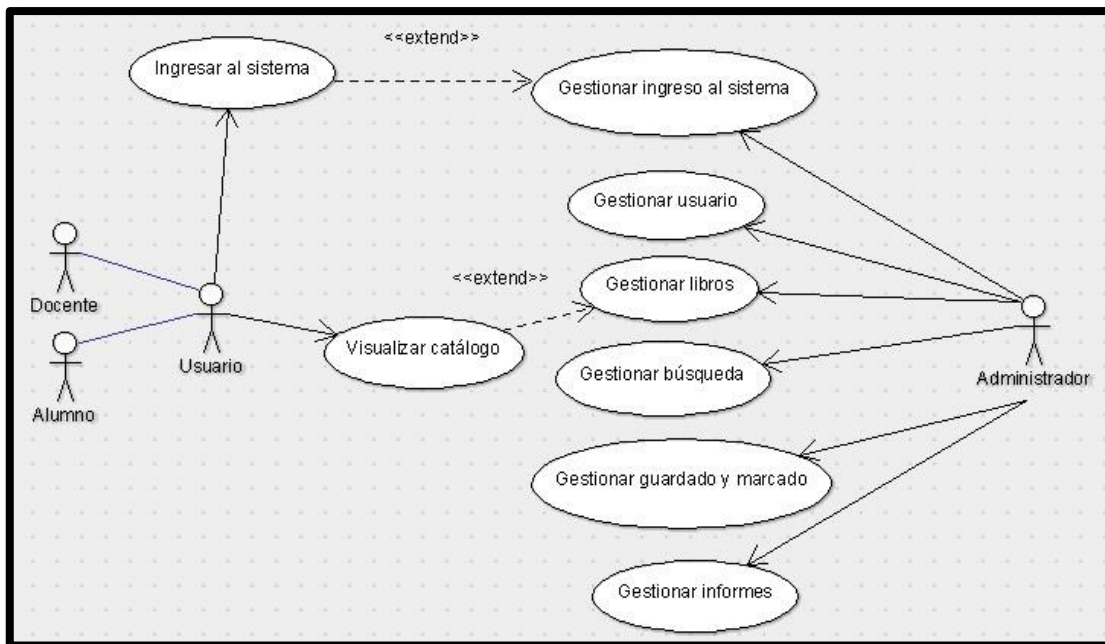 <<extend>>
Ingresar al sistema
Gestionar ingreso al sistema
Gestionar usuario
Docente
<<extend>>
Gestionar libros
Usuario
Visualizar catálogo
Administrador
Alumno
Gestionar búsqueda
Gestionar guardado y marcado
Gestionar informes